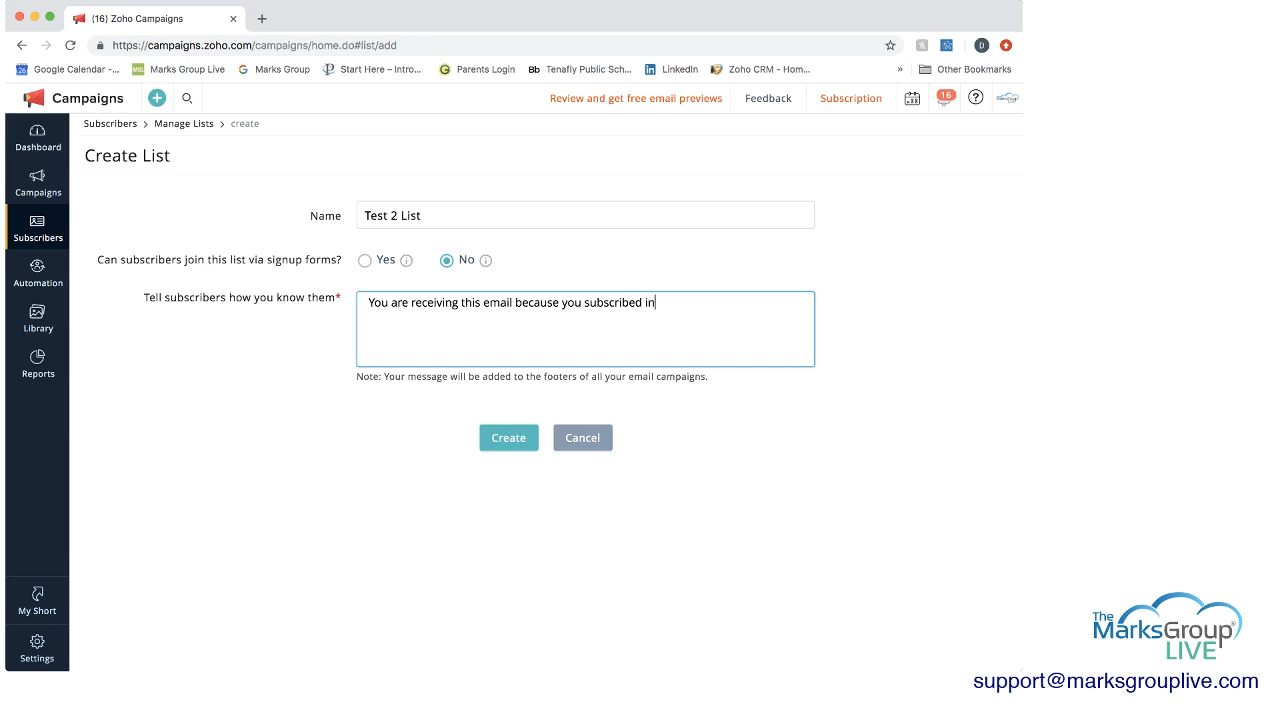 (16) Zoho Campaigns
https://campaigns.zoho.com/campaigns/home.do#list/add
D
26 Google Calendar -... MGL Marks Group Live G Marks Group Start Here – Intro... Parents Login Bb Tenafly Public Sch... in LinkedIn Zoho CRM - Hom... » Other Bookmarks
Campaigns Review and get free email previews Feedback Subscription 16
Subscribers > Manage Lists > create
Create List
Dashboard
Campaigns
Subscribers
Automation
Library
Reports
My Short
Settings
Name Test 2 List
Can subscribers join this list via signup forms? Yes No
Tell subscribers how you know them* You are receiving this email because you subscribed in
Note: Your message will be added to the footers of all your email campaigns.
Create Cancel
The
MarksGroup®
LIVE
support@marksgrouplive.com